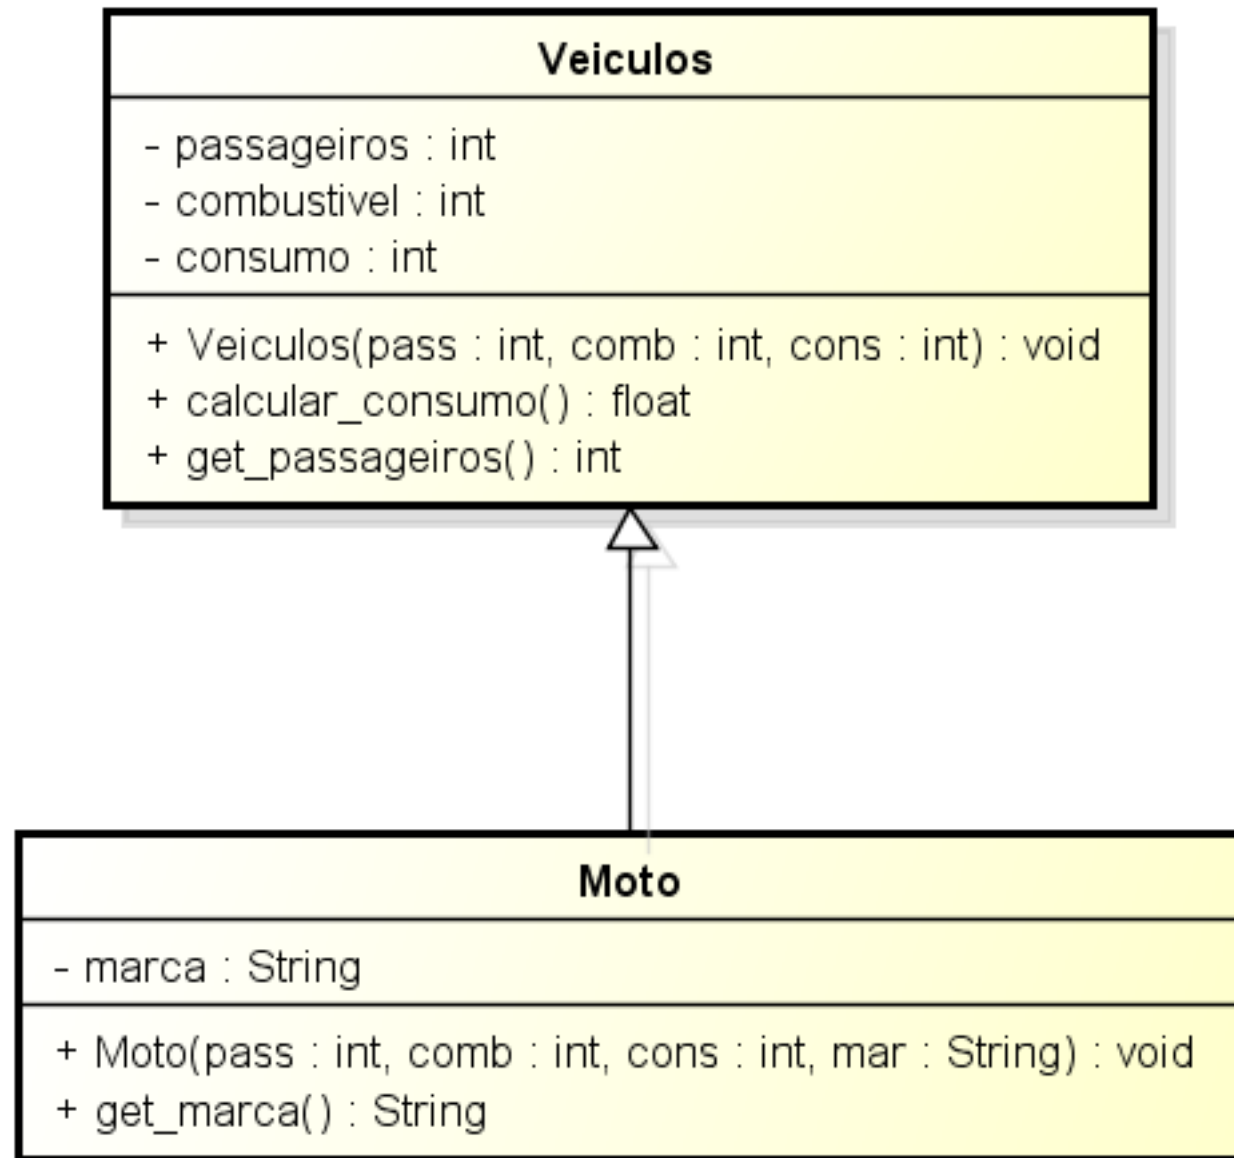 Veiculos
- passageiros : int
- combustivel : int
- consumo : int
+ Veiculos(pass : int, comb : int, cons : int) : void
+ calcular_consumo() : float
+ get_passageiros() : int
Moto
- marca : String
+ Moto(pass : int, comb : int, cons : int, mar : String) : void
+ get_marca() : String